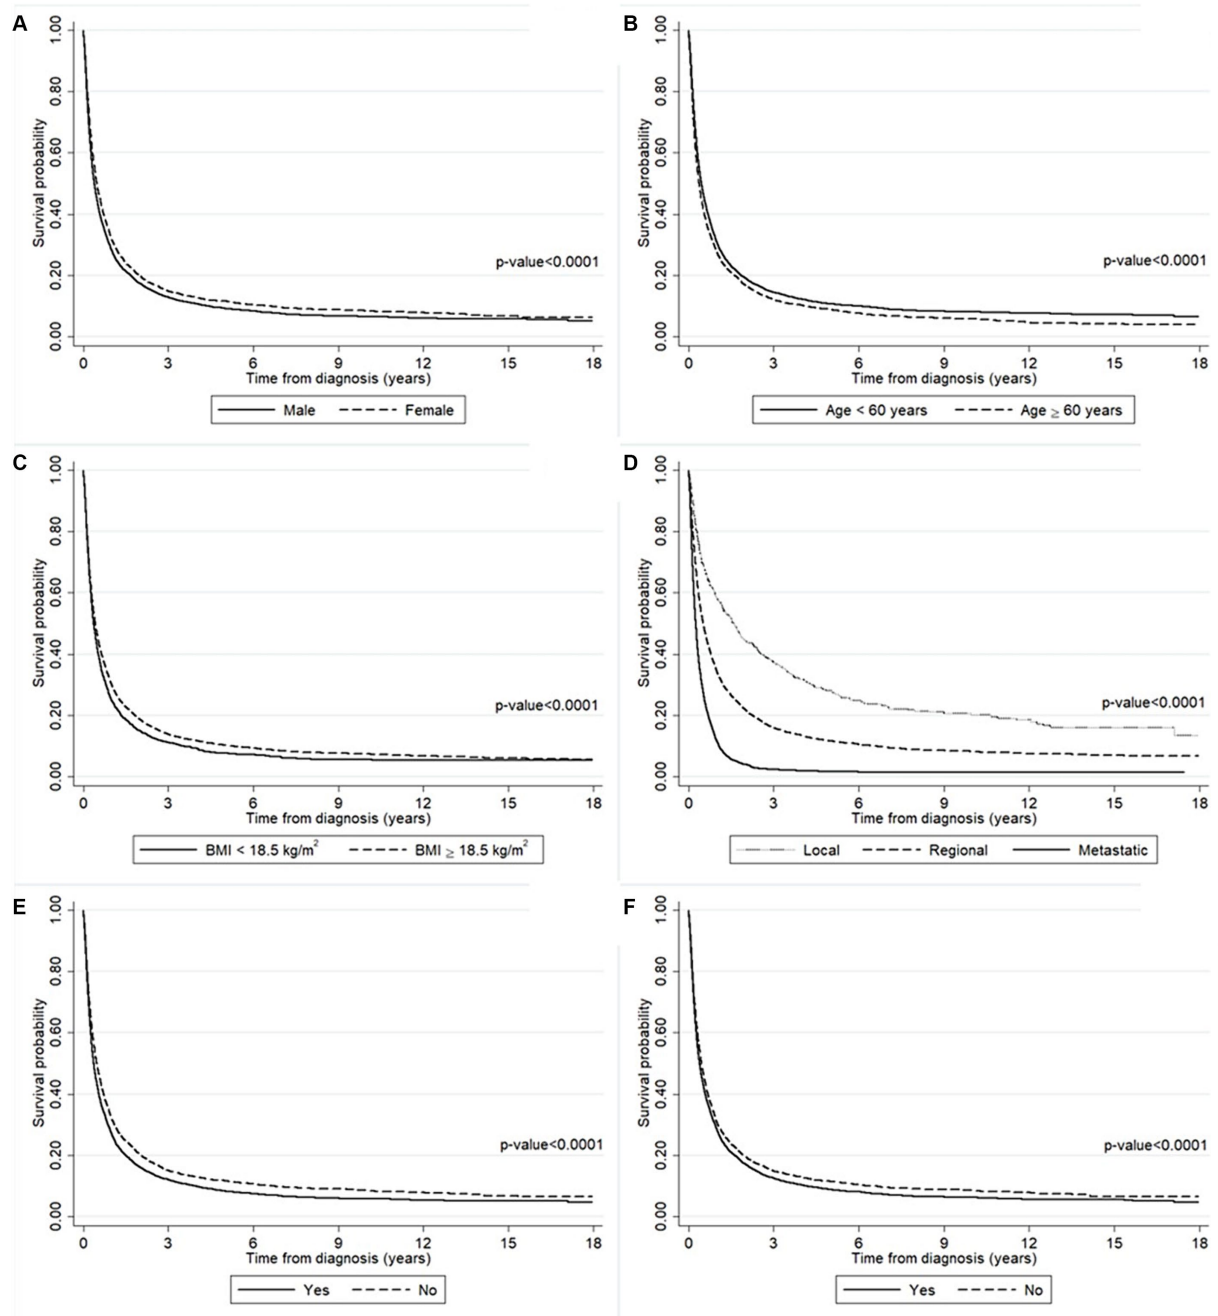 A
Survival probability
1.00
0.80
0.60
0.40
0.20
0.00
p-value<0.0001
0 3 6 9 12 15 18
Time from diagnosis (years)
Male Female
B
Survival probability
1.00
0.80
0.60
0.40
0.20
0.00
p-value<0.0001
0 3 6 9 12 15 18
Time from diagnosis (years)
Age < 60 years Age ≥ 60 years
C
Survival probability
1.00
0.80
0.60
0.40
0.20
0.00
p-value<0.0001
0 3 6 9 12 15 18
Time from diagnosis (years)
BMI < 18.5 kg/m² BMI ≥ 18.5 kg/m²
D
Survival probability
1.00
0.80
0.60
0.40
0.20
0.00
p-value<0.0001
0 3 6 9 12 15 18
Time from diagnosis (years)
Local Regional Metastatic
E
Survival probability
1.00
0.80
0.60
0.40
0.20
0.00
p-value<0.0001
0 3 6 9 12 15 18
Time from diagnosis (years)
Yes No
F
Survival probability
1.00
0.80
0.60
0.40
0.20
0.00
p-value<0.0001
0 3 6 9 12 15 18
Time from diagnosis (years)
Yes No